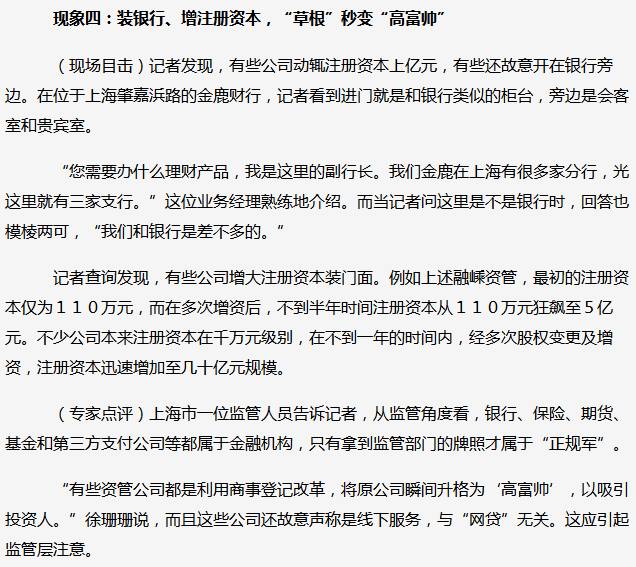 现象四：装银行、增注册资本，“草根”秒变“高富帅”
（现场目击）记者发现，有些公司动辄注册资本上亿元，有些还故意开在银行旁
边。在位于上海肇嘉浜路的金鹿财行，记者看到进门就是和银行类似的柜台，旁边是会客
室和贵宾室。
“您需要办什么理财产品，我是这里的副行长。我们金鹿在上海有很多家分行，光
这里就有三家支行。”这位业务经理熟练地介绍。而当记者问这里是不是银行时，回答也
模棱两可，“我们和银行是差不多的。”
记者查询发现，有些公司增大注册资本装门面。例如上述融嵊资管，最初的注册资
本仅为１１０万元，而在多次增资后，不到半年时间注册资本从１１０万元狂飙至５亿
元。不少公司本来注册资本在千万元级别，在不到一年的时间内，经多次股权变更及增
资，注册资本迅速增加至几十亿元规模。
（专家点评）上海市一位监管人员告诉记者，从监管角度看，银行、保险、期货、
基金和第三方支付公司等都属于金融机构，只有拿到监管部门的牌照才属于“正规军”。
“有些资管公司都是利用商事登记改革，将原公司瞬间升格为‘高富帅’，以吸引
投资人。”徐珊珊说，而且这些公司还故意声称是线下服务，与“网贷”无关。这应引起
监管层注意。